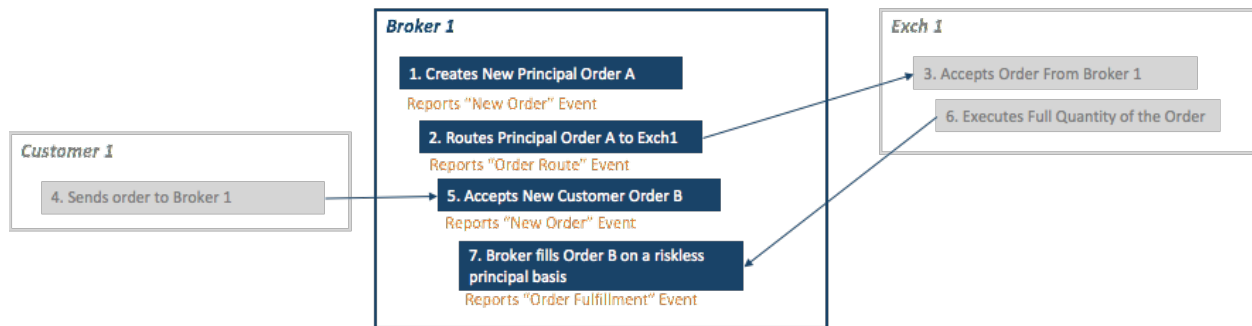 Broker 1
1. Creates New Principal Order A
Reports "New Order" Event
2. Routes Principal Order A to Exch1
Reports "Order Route" Event
5. Accepts New Customer Order B
Reports "New Order" Event
7. Broker fills Order B on a riskless
principal basis
Reports "Order Fulfillment" Event
Exch 1
3. Accepts Order From Broker 1
6. Executes Full Quantity of the Order
Customer 1
4. Sends order to Broker 1